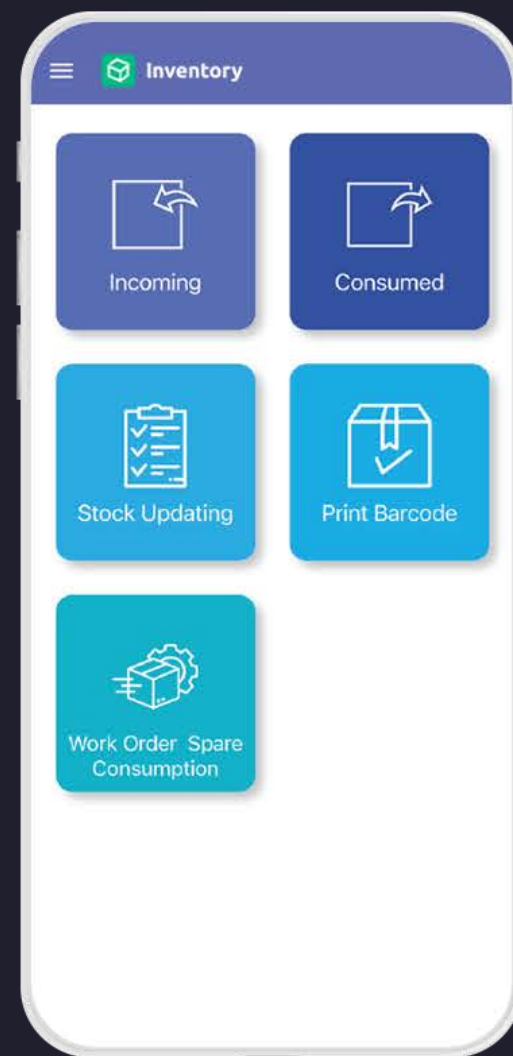 Inventory
Incoming
Consumed
Stock Updating
Print Barcode
Work Order Spare
Consumption